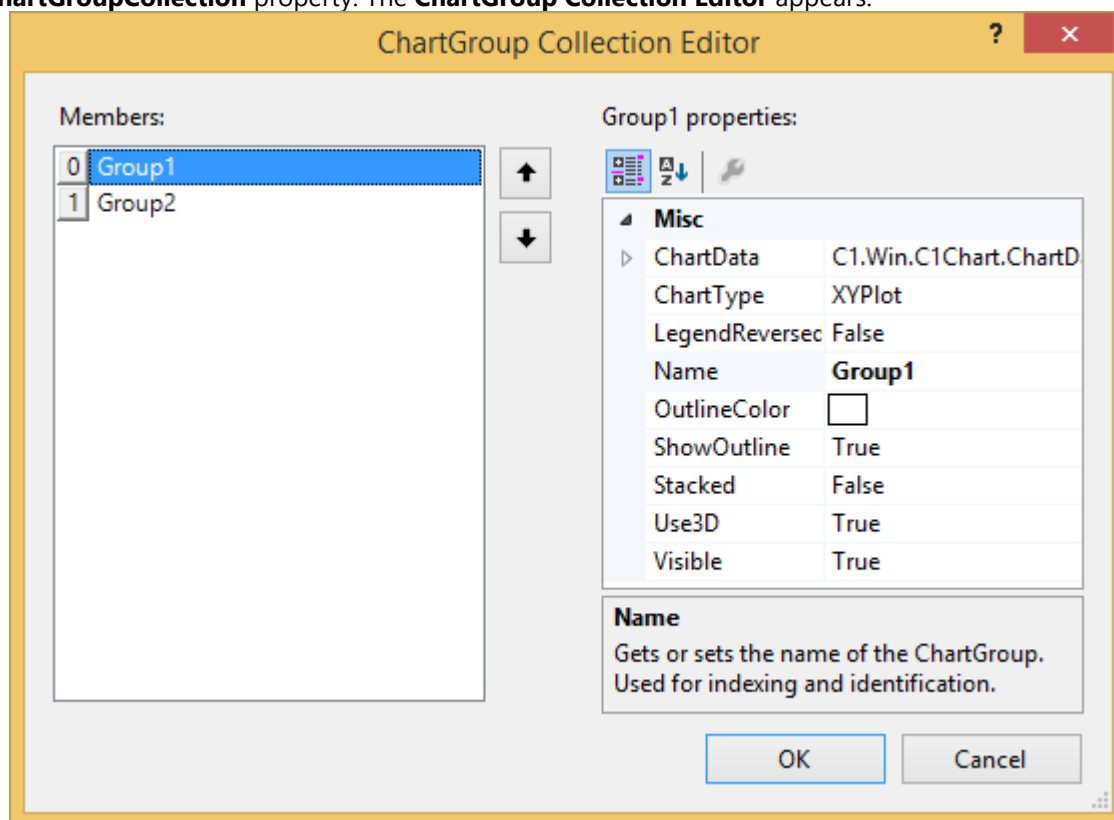 ChartGroupCollection property. The ChartGroup Collection Editor appears.
ChartGroup Collection Editor ?
Members:
0 Group1
1 Group2
Group1 properties:
Misc
ChartData C1.Win.C1Chart.ChartD
ChartType XYPlot
LegendReversed False
Name Group1
OutlineColor
ShowOutline True
Stacked False
Use3D True
Visible True
Name
Gets or sets the name of the ChartGroup.
Used for indexing and identification.
OK Cancel